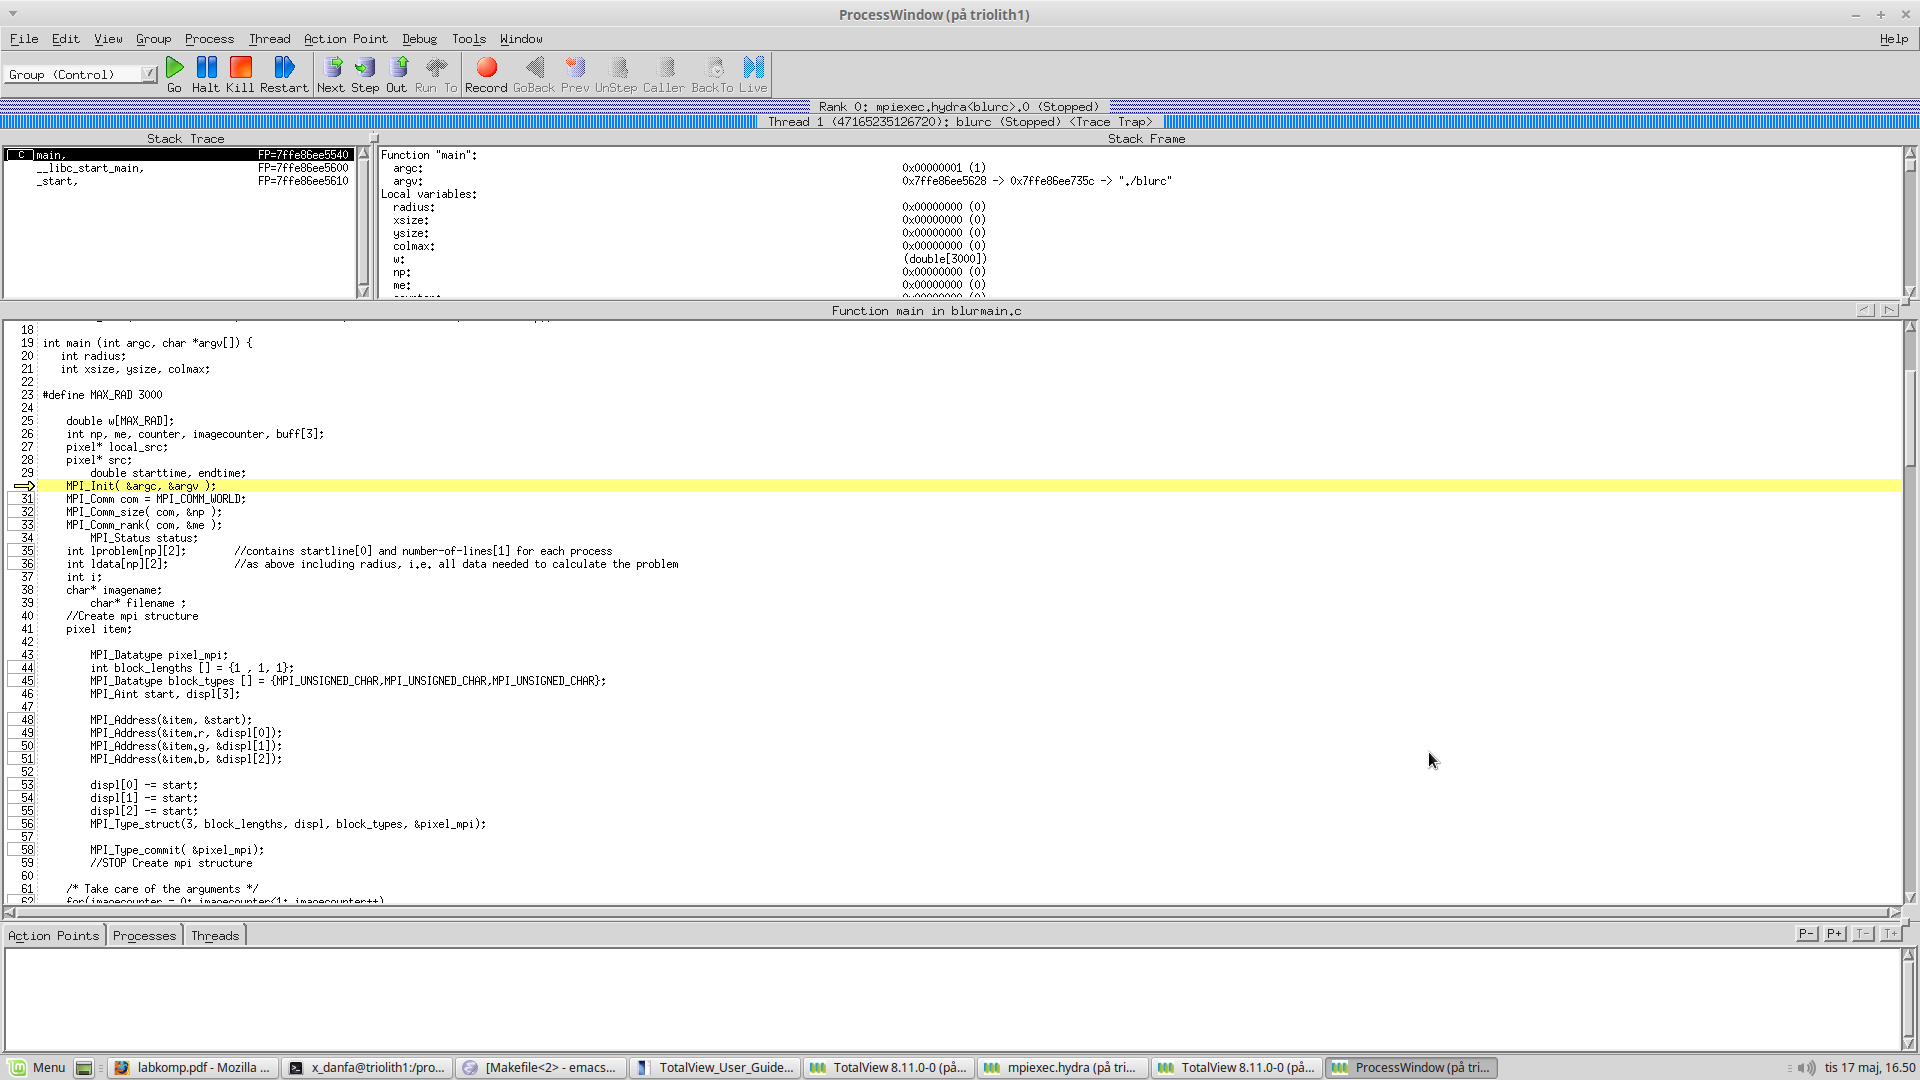 ProcessWindow (på triolith1)
File Edit View Group Process Thread Action Point Debug Tools Window Help
Group (Control)
Go Halt Kill Restart Next Step Out Run To Record GoBack Prev UnStep Caller BackTo Live
Rank 0: mpiexec.hydra<blurc>.0 (Stopped)
Thread 1 (47165235126720): blurc (Stopped) <Trace Trap>
Stack Trace
C main, FP=7ffe86ee5540
__libc_start_main, FP=7ffe86ee5600
_start, FP=7ffe86ee5610
Stack Frame
Function "main":
argc: 0x00000001 (1)
argv: 0x7ffe86ee5628 -> 0x7ffe86ee735c -> "./blurc"
Local variables:
radius: 0x00000000 (0)
xsize: 0x00000000 (0)
ysize: 0x00000000 (0)
colmax: 0x00000000 (0)
w: (double[3000])
np: 0x00000000 (0)
me: 0x00000000 (0)
Function main in blurmain.c
18
19 int main (int argc, char *argv[]) {
20 int radius;
21 int xsize, ysize, colmax;
22
23 #define MAX_RAD 3000
24
25 double w[MAX_RAD];
26 int np, me, counter, imagecounter, buff[3];
27 pixel* local_src;
28 pixel* src;
29 double starttime, endtime;
MPI_Init( &argc, &argv );
31 MPI_Comm com = MPI_COMM_WORLD;
32 MPI_Comm_size( com, &np );
33 MPI_Comm_rank( com, &me );
34 MPI_Status status;
35 int lproblem[np][2]; //contains startline[0] and number-of-lines[1] for each process
36 int ldata[np][2]; //as above including radius, i.e. all data needed to calculate the problem
37 int i;
38 char* imagename;
39 char* filename ;
40 //Create mpi structure
41 pixel item;
42
43 MPI_Datatype pixel_mpi;
44 int block_lengths [] = {1 , 1, 1};
45 MPI_Datatype block_types [] = {MPI_UNSIGNED_CHAR,MPI_UNSIGNED_CHAR,MPI_UNSIGNED_CHAR};
46 MPI_Aint start, displ[3];
47
48 MPI_Address(&item, &start);
49 MPI_Address(&item.r, &displ[0]);
50 MPI_Address(&item.g, &displ[1]);
51 MPI_Address(&item.b, &displ[2]);
52
53 displ[0] -= start;
54 displ[1] -= start;
55 displ[2] -= start;
56 MPI_Type_struct(3, block_lengths, displ, block_types, &pixel_mpi);
57
58 MPI_Type_commit( &pixel_mpi);
59 //STOP Create mpi structure
60
61 /* Take care of the arguments */
62 for(imagecounter = 0; imagecounter<1; imagecounter++)
Action Points Processes Threads P- P+ T- T+
Menu labkomp.pdf - Mozilla ... x_danfa@triolith1:/pro... [Makefile<2> - emacs... TotalView_User_Guide... TotalView 8.11.0-0 (på... mpiexec.hydra (på tri... TotalView 8.11.0-0 (på... ProcessWindow (på tri... tis 17 maj, 16.50